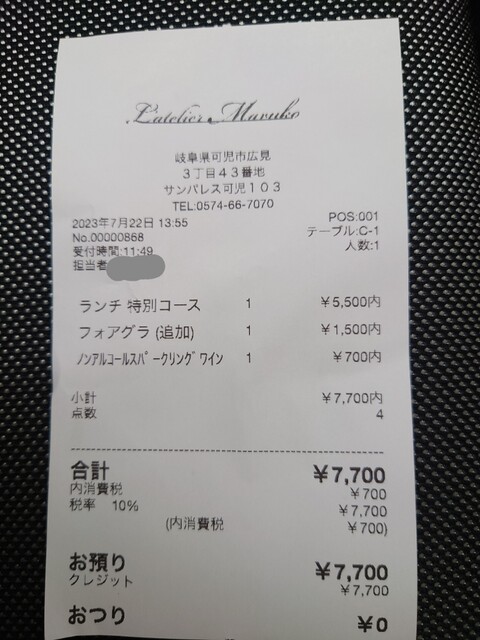 L'atelier Maruko
岐阜県可児市広見
３丁目４３番地
サンパレス可児１０３
TEL:0574-66-7070
2023年7月22日 13:55
POS:001
No.00000868
テーブル:C-1
受付時間:11:49
人数:1
担当者
ランチ 特別コース 1 ¥5,500内
フォアグラ (追加) 1 ¥1,500内
ﾉﾝｱﾙｺｰﾙｽﾊﾟｰｸﾘﾝｸﾞﾜｲﾝ 1 ¥700内
小計 ¥7,700内
点数 4
合計 ¥7,700
内消費税 ¥700
税率 10% ¥7,700
(内消費税 ¥700)
お預り ¥7,700
クレジット ¥7,700
おつり ¥0